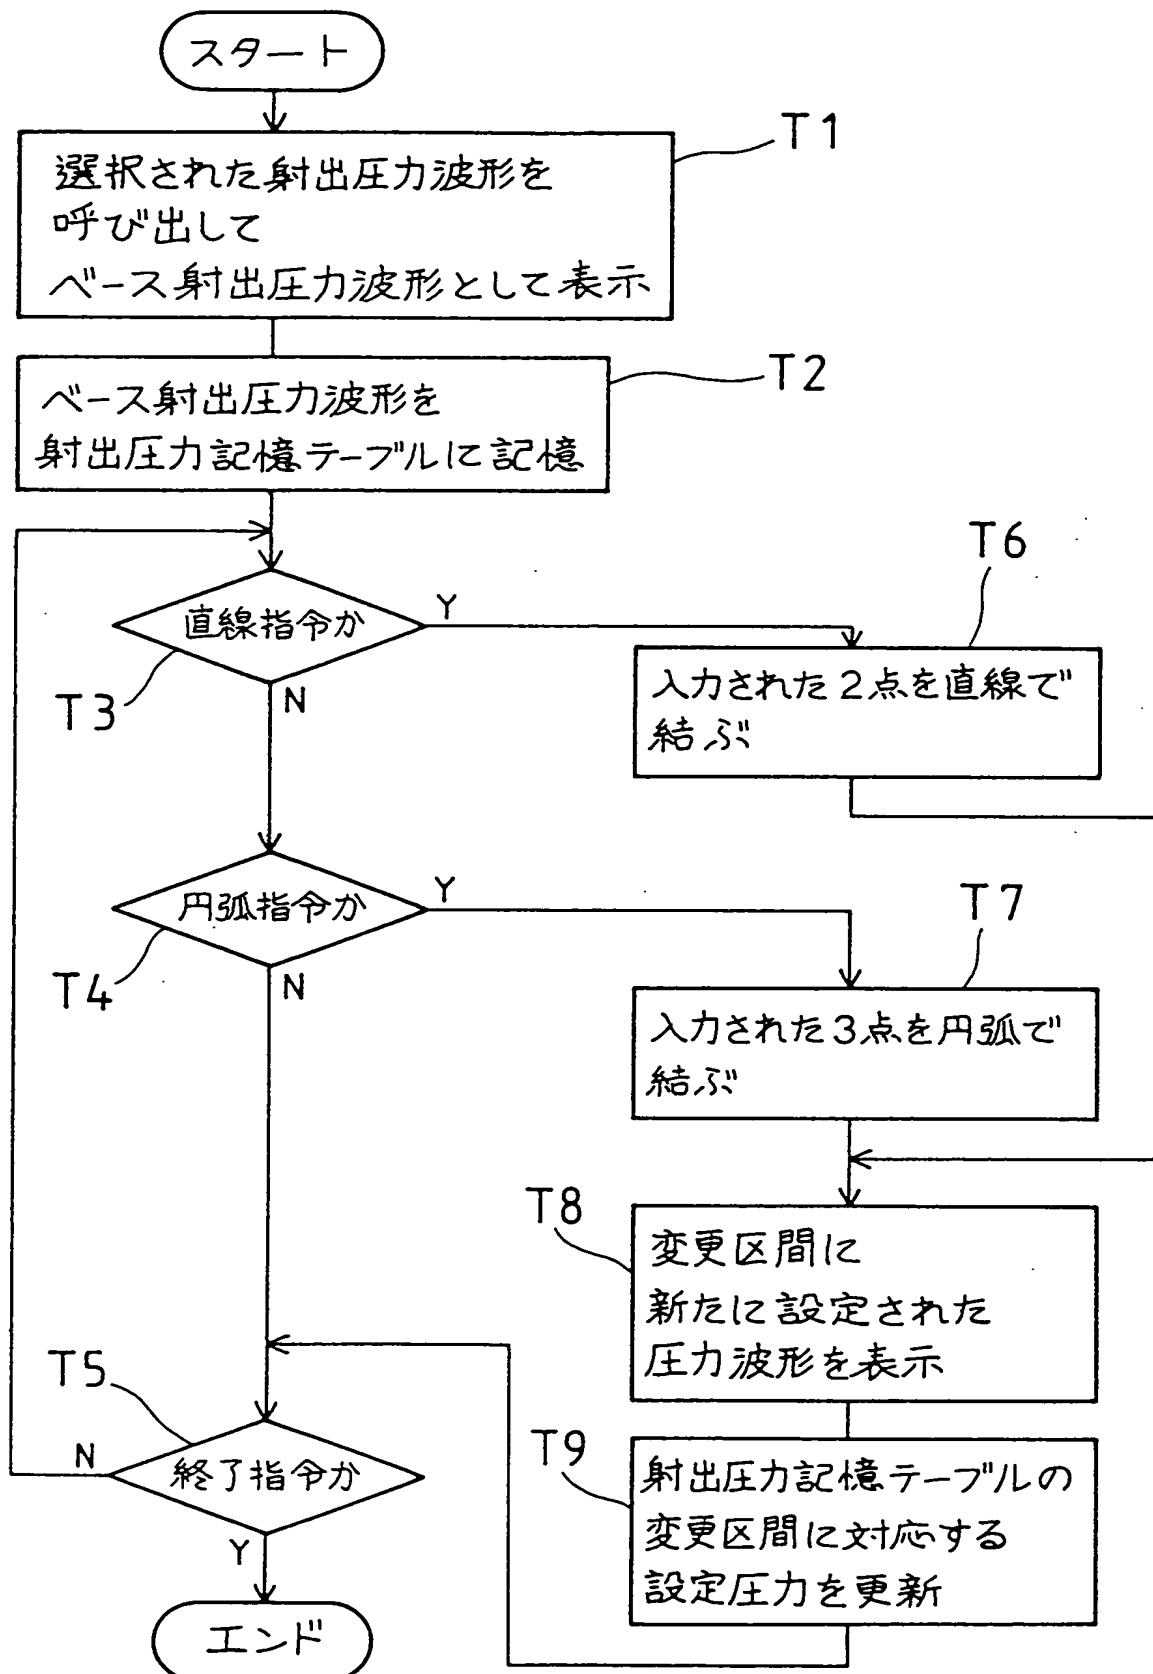 スタート
T1
選択された射出圧力波形を
呼び出して
ベース射出圧力波形として表示
T2
ベース射出圧力波形を
射出圧力記憶テーブルに記憶
T6
直線指令か
Y
T3
N
入力された2点を直線で
結ぶ
円弧指令か
Y
T7
T4
N
入力された3点を円弧で
結ぶ
T8
変更区間に
新たに設定された
圧力波形を表示
T5
N
終了指令か
Y
T9
射出圧力記憶テーブルの
変更区間に対応する
設定圧力を更新
エンド